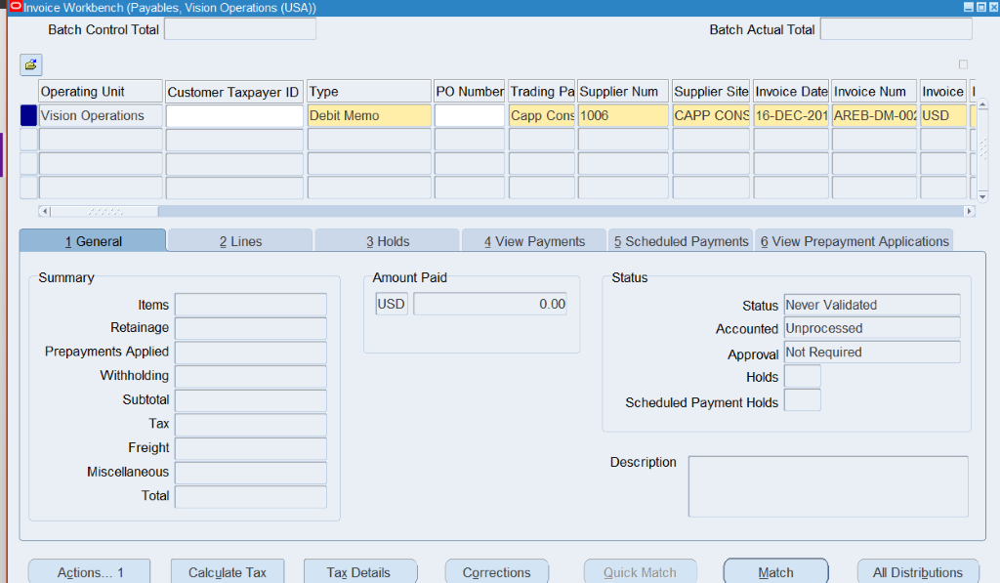 Invoice Workbench (Payables, Vision Operations (USA))
Batch Control Total
Batch Actual Total
Operating Unit Customer Taxpayer ID Type PO Number Trading Pa Supplier Num Supplier Site Invoice Date Invoice Num Invoice
Vision Operations Debit Memo Capp Cons 1006 CAPP CONS 16-DEC-201 AREB-DM-002 USD
1 General 2 Lines 3 Holds 4 View Payments 5 Scheduled Payments 6 View Prepayment Applications
Summary
Items
Retainage
Prepayments Applied
Withholding
Subtotal
Tax
Freight
Miscellaneous
Total
Amount Paid
USD 0.00
Status
Status Never Validated
Accounted Unprocessed
Approval Not Required
Holds
Scheduled Payment Holds
Description
Actions... 1 Calculate Tax Tax Details Corrections Quick Match Match All Distributions